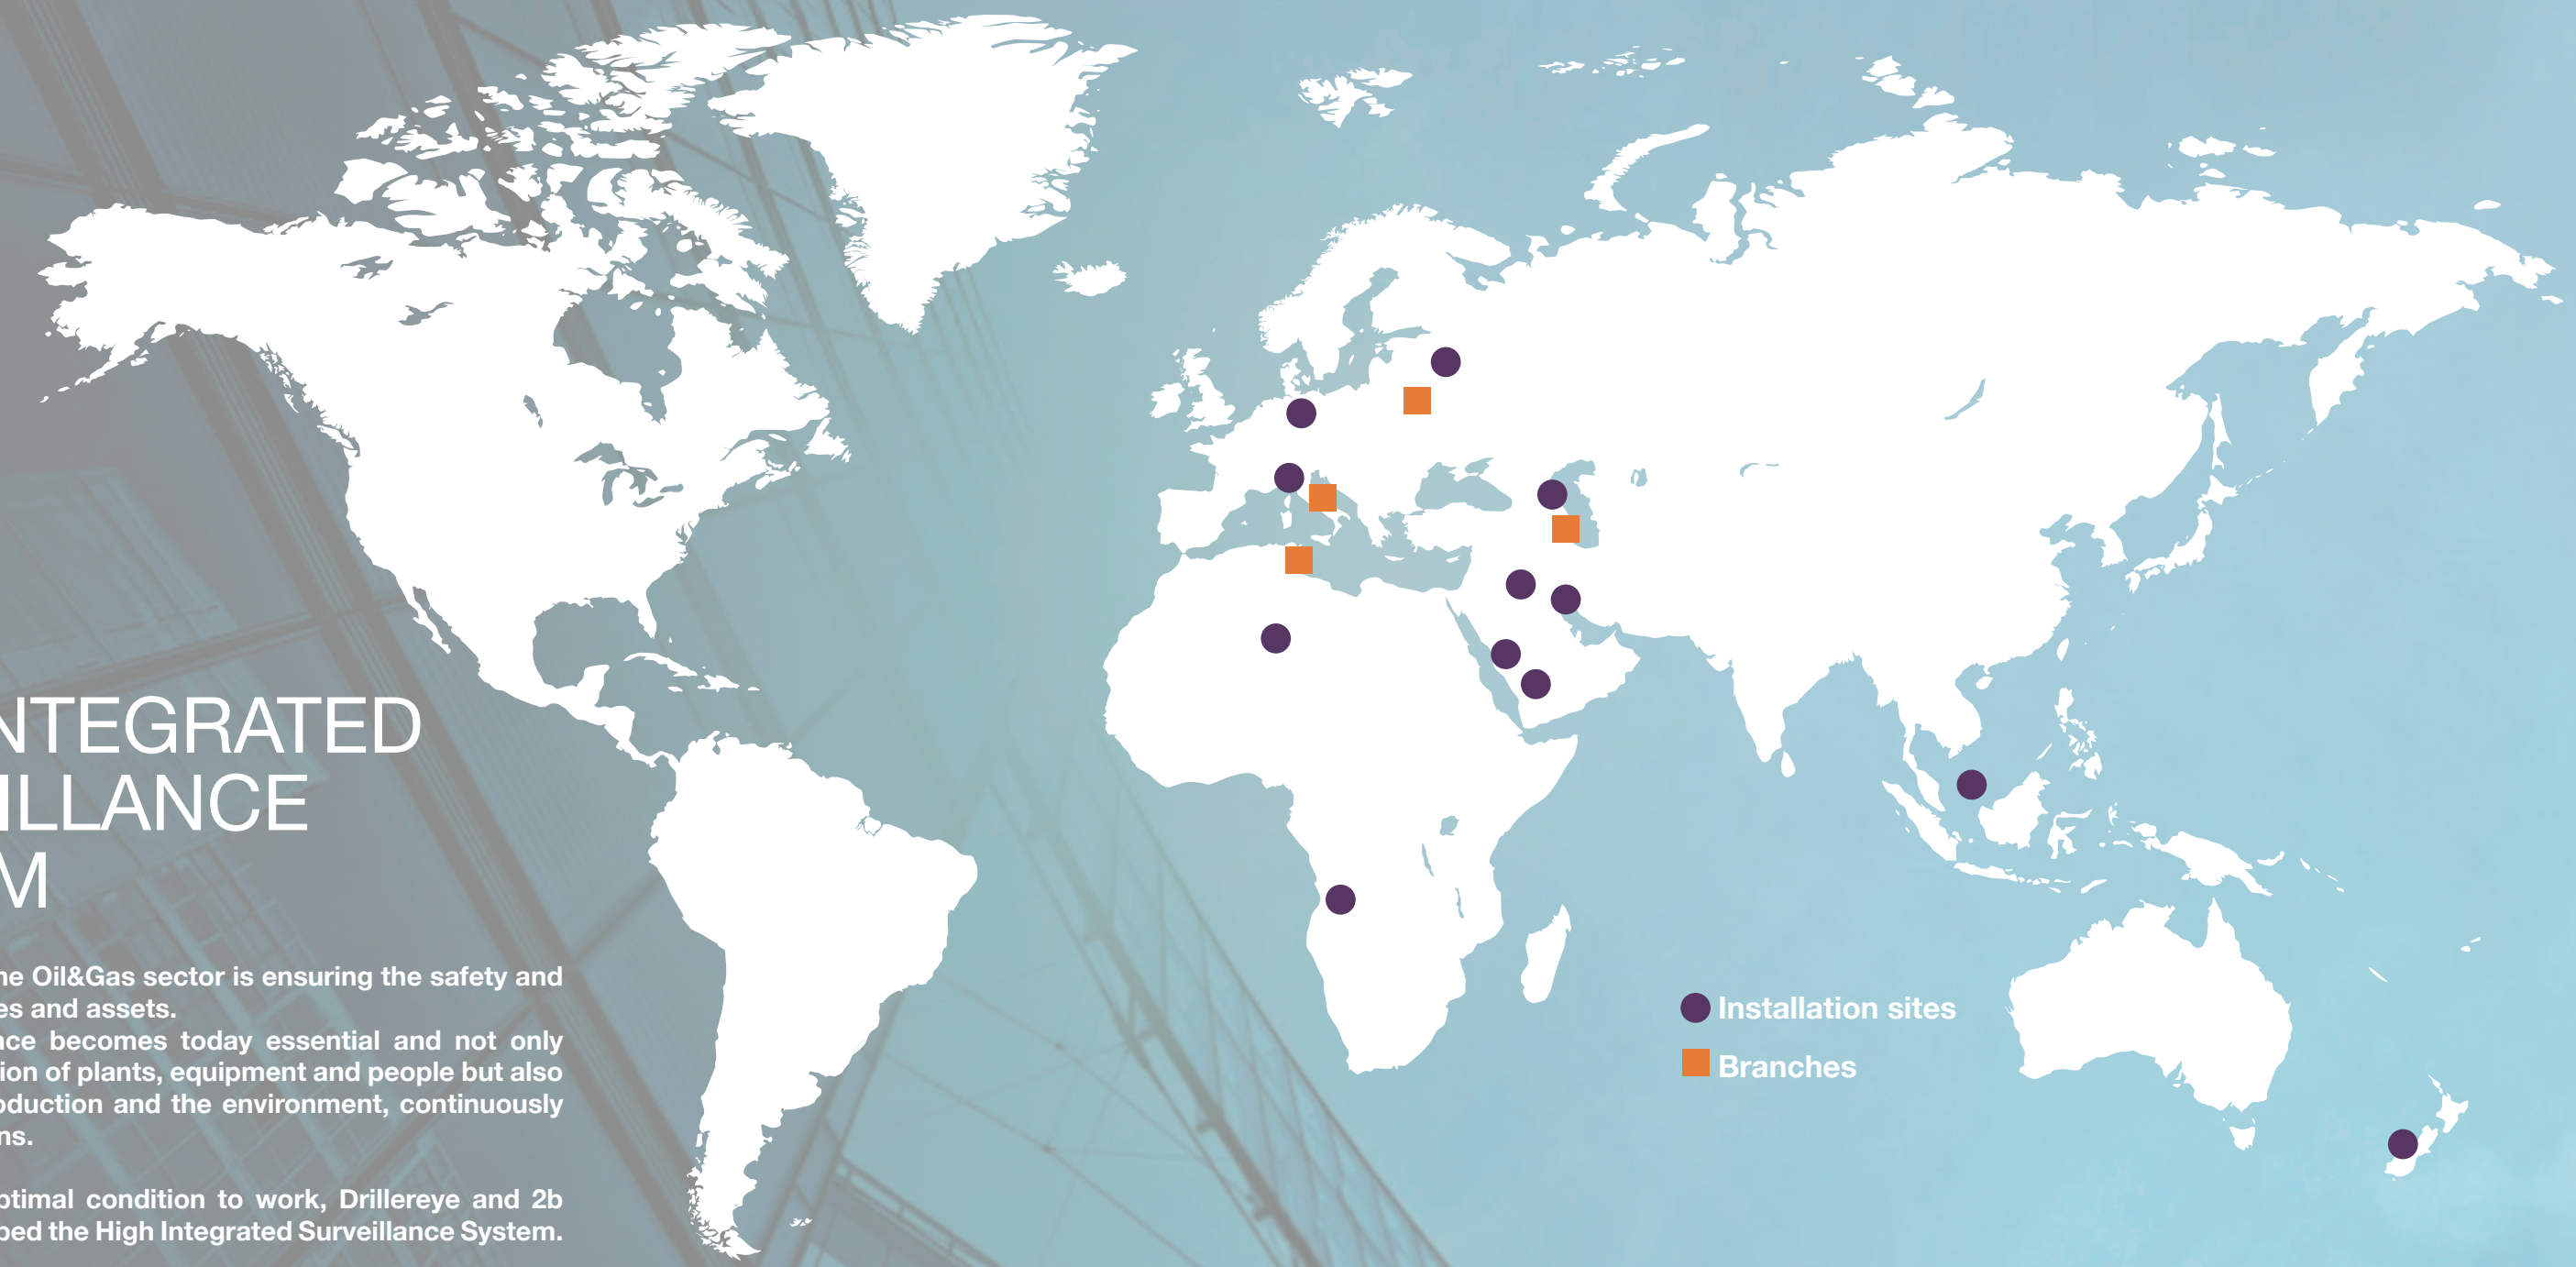 NTEGRATED
ILLANCE
M
ne Oil&Gas sector is ensuring the safety and
es and assets.
nce becomes today essential and not only
ion of plants, equipment and people but also
oduction and the environment, continuously
ns.
ptimal condition to work, Drillereye and 2b
ped the High Integrated Surveillance System.
Installation sites
Branches